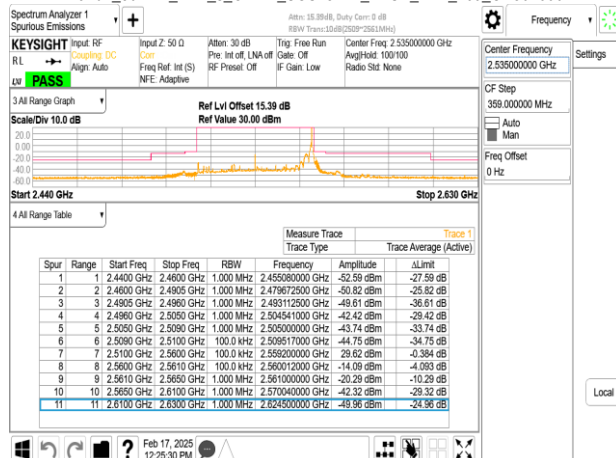 Spectrum Analyzer 1
Spurious Emissions
Attn: 15.39dB, Duty Corr: 0 dB
RBW Trans:10dB(2509~2561MHz)
Frequency
KEYSIGHT
RL
PASS
Input: RF
Coupling: DC
Align: Auto
Input Z: 50 Ω
Corr
Freq Ref: Int (S)
NFE: Adaptive
Atten: 30 dB
Pre: Int off, LNA off
RF Preset: Off
Trig: Free Run
Gate: Off
IF Gain: Low
Center Freq: 2.535000000 GHz
Avg|Hold: 100/100
Radio Std: None
Center Frequency
2.535000000 GHz
Settings
CF Step
359.000000 MHz
Auto
Man
Freq Offset
0 Hz
Local
3 All Range Graph
Scale/Div 10.0 dB
Ref Lvl Offset 15.39 dB
Ref Value 30.00 dBm
20.0
0.00
-20.0
-40.0
-60.0
Start 2.440 GHz
Stop 2.630 GHz
4 All Range Table
Measure Trace Trace 1
Trace Type Trace Average (Active)
Spur Range Start Freq Stop Freq RBW Frequency Amplitude ΔLimit
1 1 2.4400 GHz 2.4600 GHz 1.000 MHz 2.455080000 GHz -52.59 dBm -27.59 dB
2 2 2.4600 GHz 2.4905 GHz 1.000 MHz 2.479672500 GHz -50.82 dBm -25.82 dB
3 3 2.4905 GHz 2.4960 GHz 1.000 MHz 2.493112500 GHz -49.61 dBm -36.61 dB
4 4 2.4960 GHz 2.5050 GHz 1.000 MHz 2.504541000 GHz -42.42 dBm -29.42 dB
5 5 2.5050 GHz 2.5090 GHz 1.000 MHz 2.505000000 GHz -43.74 dBm -33.74 dB
6 6 2.5090 GHz 2.5100 GHz 100.0 kHz 2.509517000 GHz -44.75 dBm -34.75 dB
7 7 2.5100 GHz 2.5600 GHz 100.0 kHz 2.559200000 GHz 29.62 dBm -0.384 dB
8 8 2.5600 GHz 2.5610 GHz 100.0 kHz 2.560012000 GHz -14.09 dBm -4.093 dB
9 9 2.5610 GHz 2.5650 GHz 1.000 MHz 2.561000000 GHz -20.29 dBm -10.29 dB
10 10 2.5650 GHz 2.6100 GHz 1.000 MHz 2.570040000 GHz -42.32 dBm -29.32 dB
11 11 2.6100 GHz 2.6300 GHz 1.000 MHz 2.624500000 GHz -49.96 dBm -24.96 dB
Feb 17, 2025
12:25:30 PM